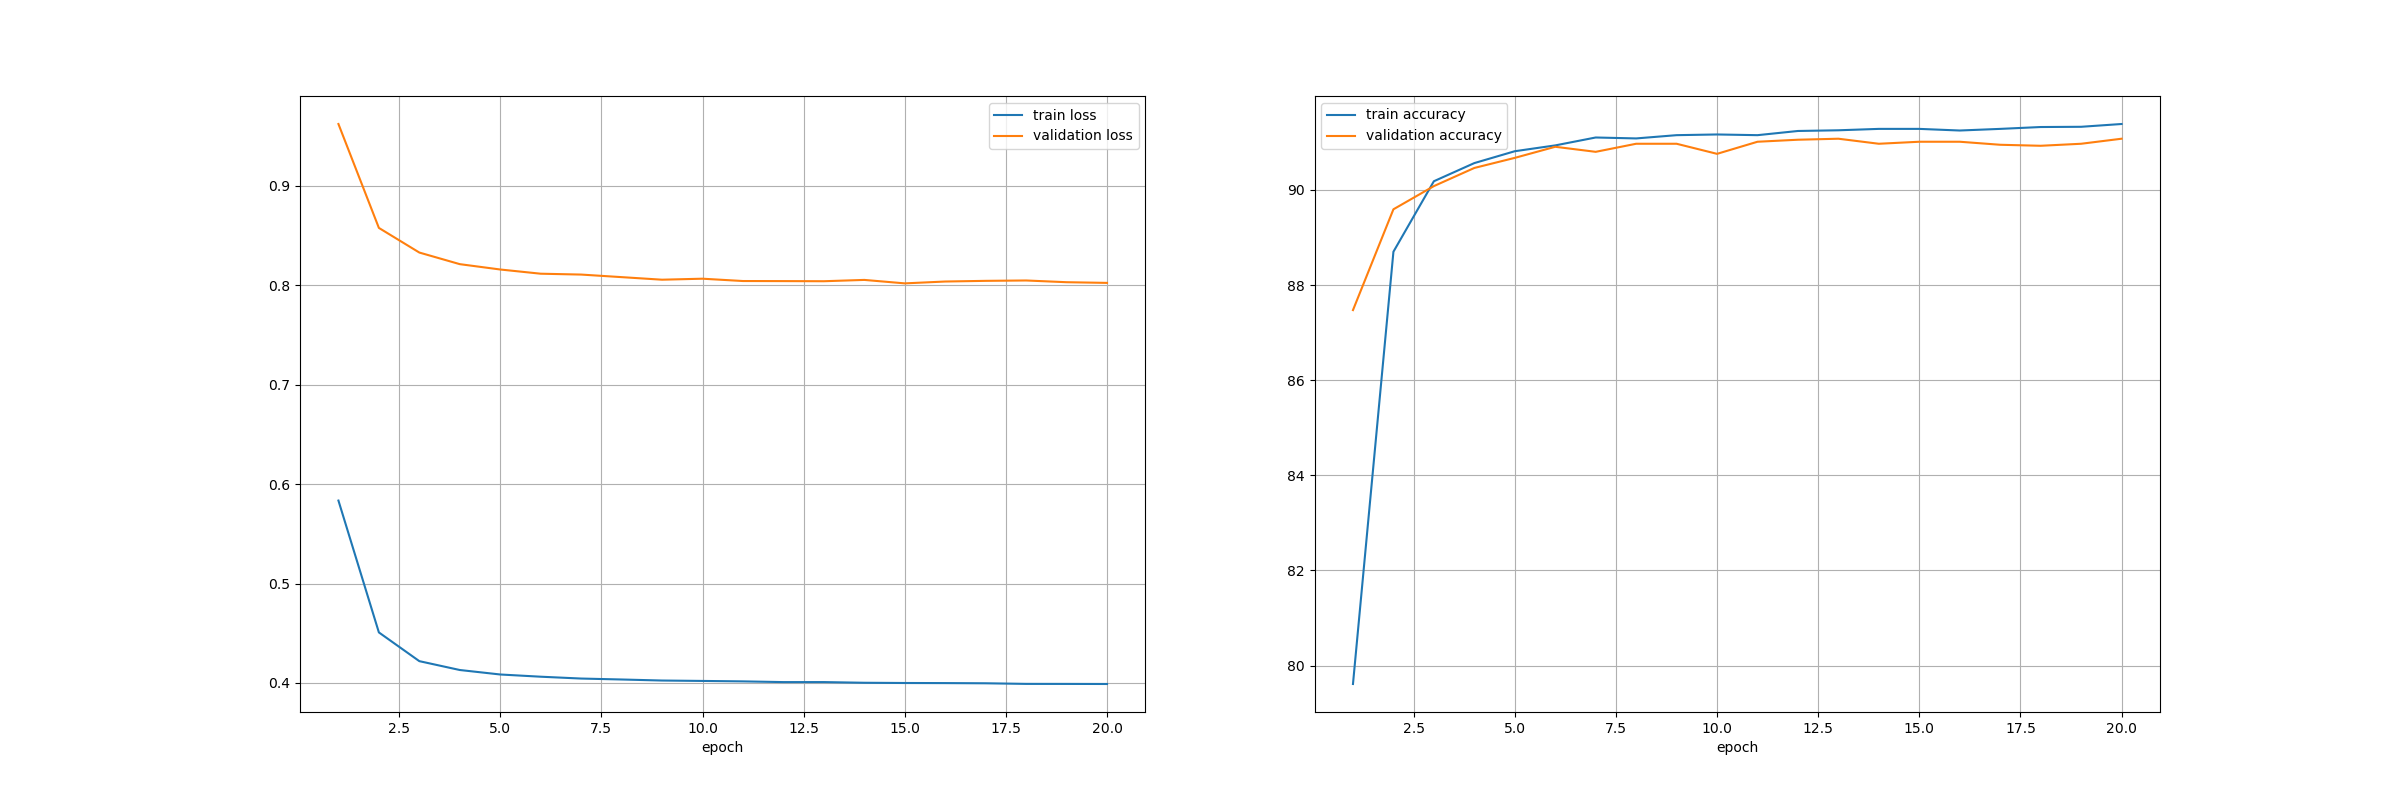 train loss
validation loss
0.9
0.8
0.7
0.6
0.5
0.4
2.5 5.0 7.5 10.0 12.5 15.0 17.5 20.0
epoch
train accuracy
validation accuracy
90
88
86
84
82
80
2.5 5.0 7.5 10.0 12.5 15.0 17.5 20.0
epoch